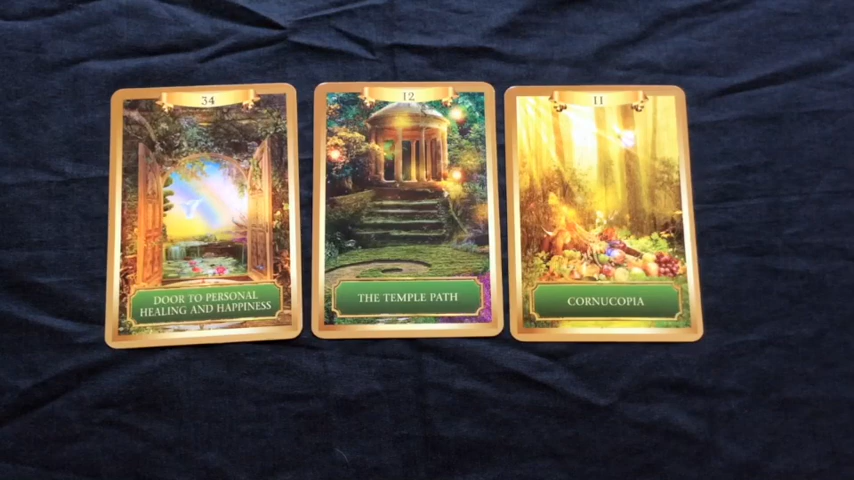 34
DOOR TO PERSONAL
HEALING AND HAPPINESS
12
THE TEMPLE PATH
11
CORNUCOPIA